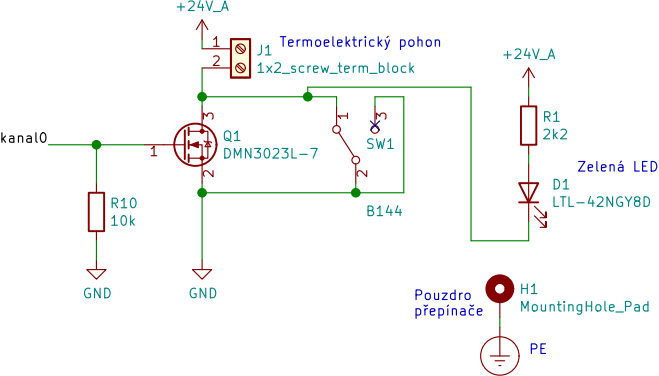 +24V_A
1
2
J1
Termoelektrický pohon
1x2_screw_term_block
+24V_A
R1
2k2
kanal0
1
3
2
Q1
DMN3023L-7
1
3
2
SW1
B144
Zelená LED
D1
LTL-42NGY8D
R10
10k
GND
GND
Pouzdro
přepínače
H1
MountingHole_Pad
PE